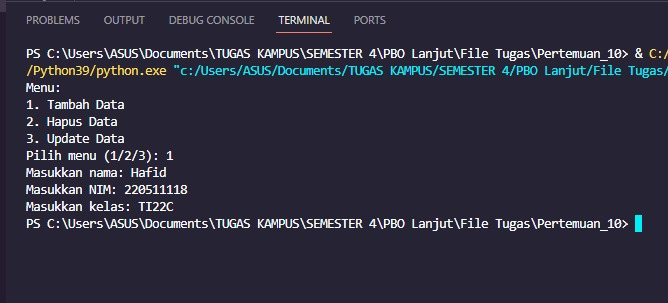 PROBLEMS OUTPUT DEBUG CONSOLE TERMINAL PORTS
PS C:\Users\ASUS\Documents\TUGAS KAMPUS\SEMESTER 4\PBO Lanjut\File Tugas\Pertemuan_10> & C:/
/Python39/python.exe "c:/Users/ASUS/Documents/TUGAS KAMPUS/SEMESTER 4/PBO Lanjut/File Tugas/
Menu:
1. Tambah Data
2. Hapus Data
3. Update Data
Pilih menu (1/2/3): 1
Masukkan nama: Hafid
Masukkan NIM: 220511118
Masukkan kelas: TI22C
PS C:\Users\ASUS\Documents\TUGAS KAMPUS\SEMESTER 4\PBO Lanjut\File Tugas\Pertemuan_10>